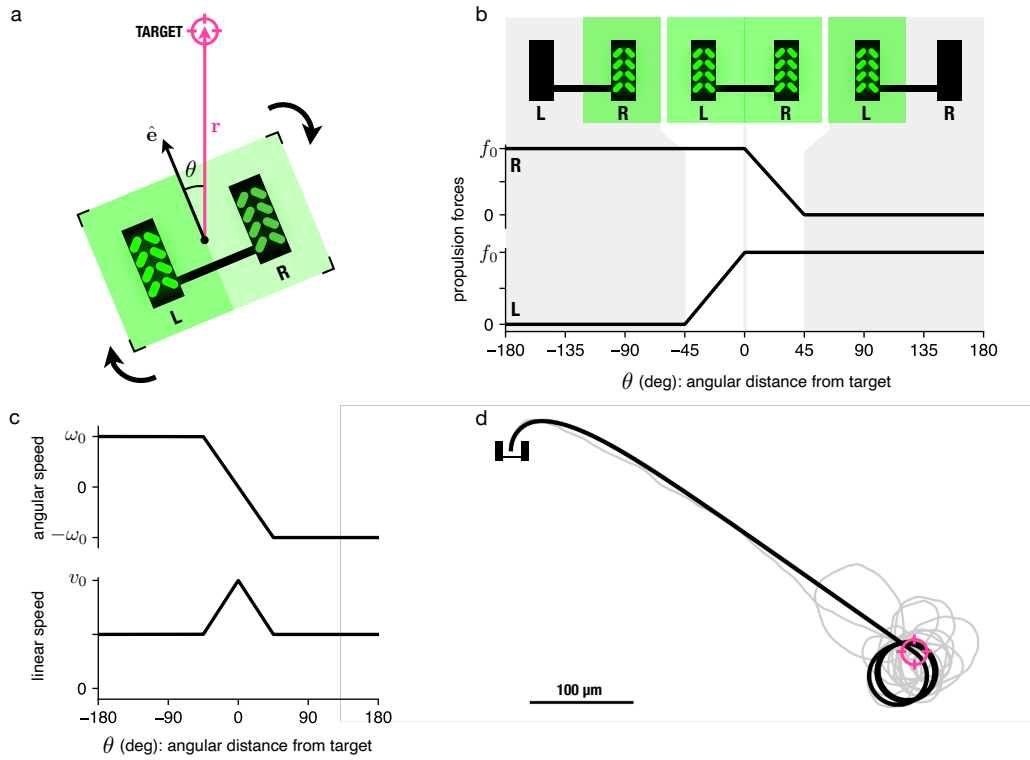 a
TARGET
r
ê
θ
L
R
b
L R L R L R
f₀
R
0
f₀
L
0
propulsion forces
−180 −135 −90 −45 0 45 90 135 180
θ (deg): angular distance from target
c
ω₀
0
−ω₀
angular speed
v₀
0
linear speed
−180 −90 0 90 180
θ (deg): angular distance from target
d
100 µm